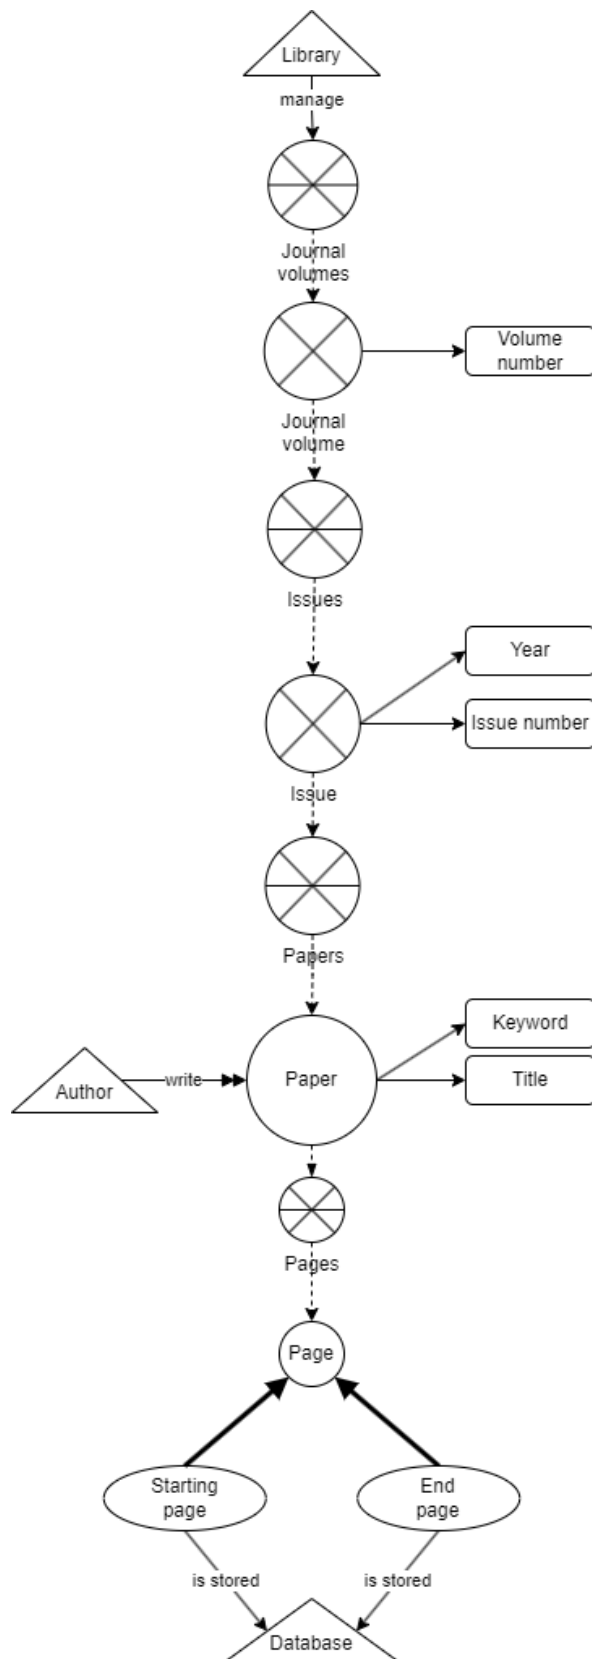 Library
manage
Journal
volumes
Volume
number
Journal
volume
Issues
Year
Issue number
Issue
Papers
Keyword
Paper
Title
Author
write
Pages
Page
Starting
page
End
page
is stored
is stored
Database